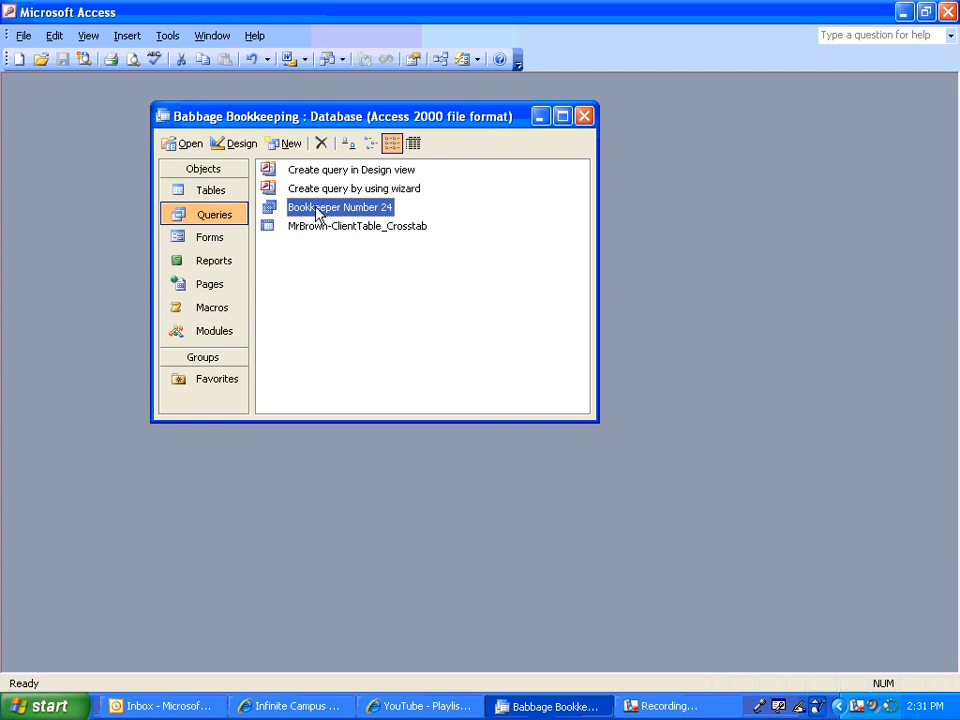 Microsoft Access
File Edit View Insert Tools Window Help
Type a question for help
Babbage Bookkeeping : Database (Access 2000 file format)
Open Design New
Objects
Tables
Queries
Forms
Reports
Pages
Macros
Modules
Groups
Favorites
Create query in Design view
Create query by using wizard
Bookkeeper Number 24
MrBrown-ClientTable_Crosstab
Ready
NUM
start
Inbox - Microsof...
Infinite Campus ...
YouTube - Playlis...
Babbage Bookke...
Recording...
2:31 PM